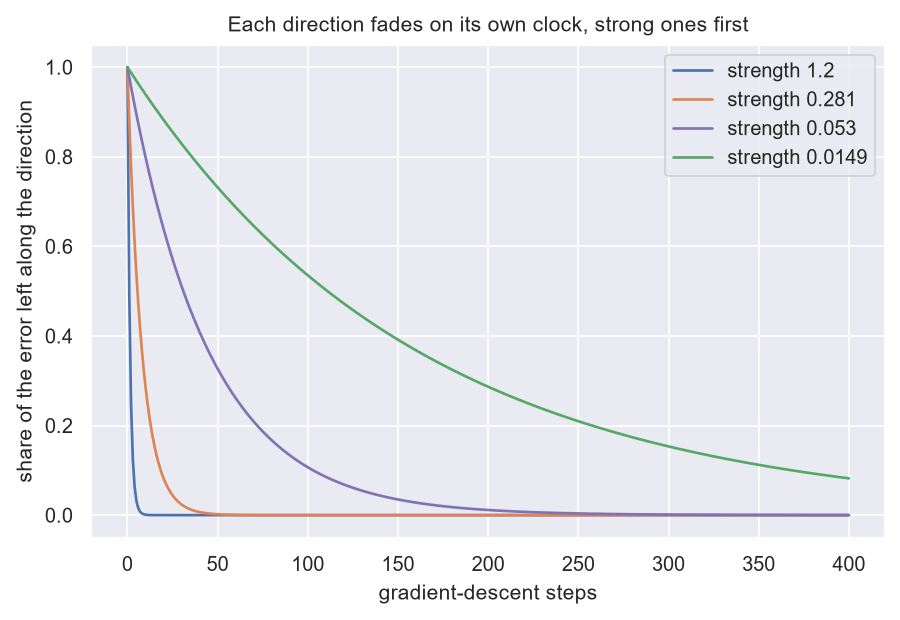 Each direction fades on its own clock, strong ones first
share of the error left along the direction
1.0
0.8
0.6
0.4
0.2
0.0
strength 1.2
strength 0.281
strength 0.053
strength 0.0149
0 50 100 150 200 250 300 350 400
gradient-descent steps